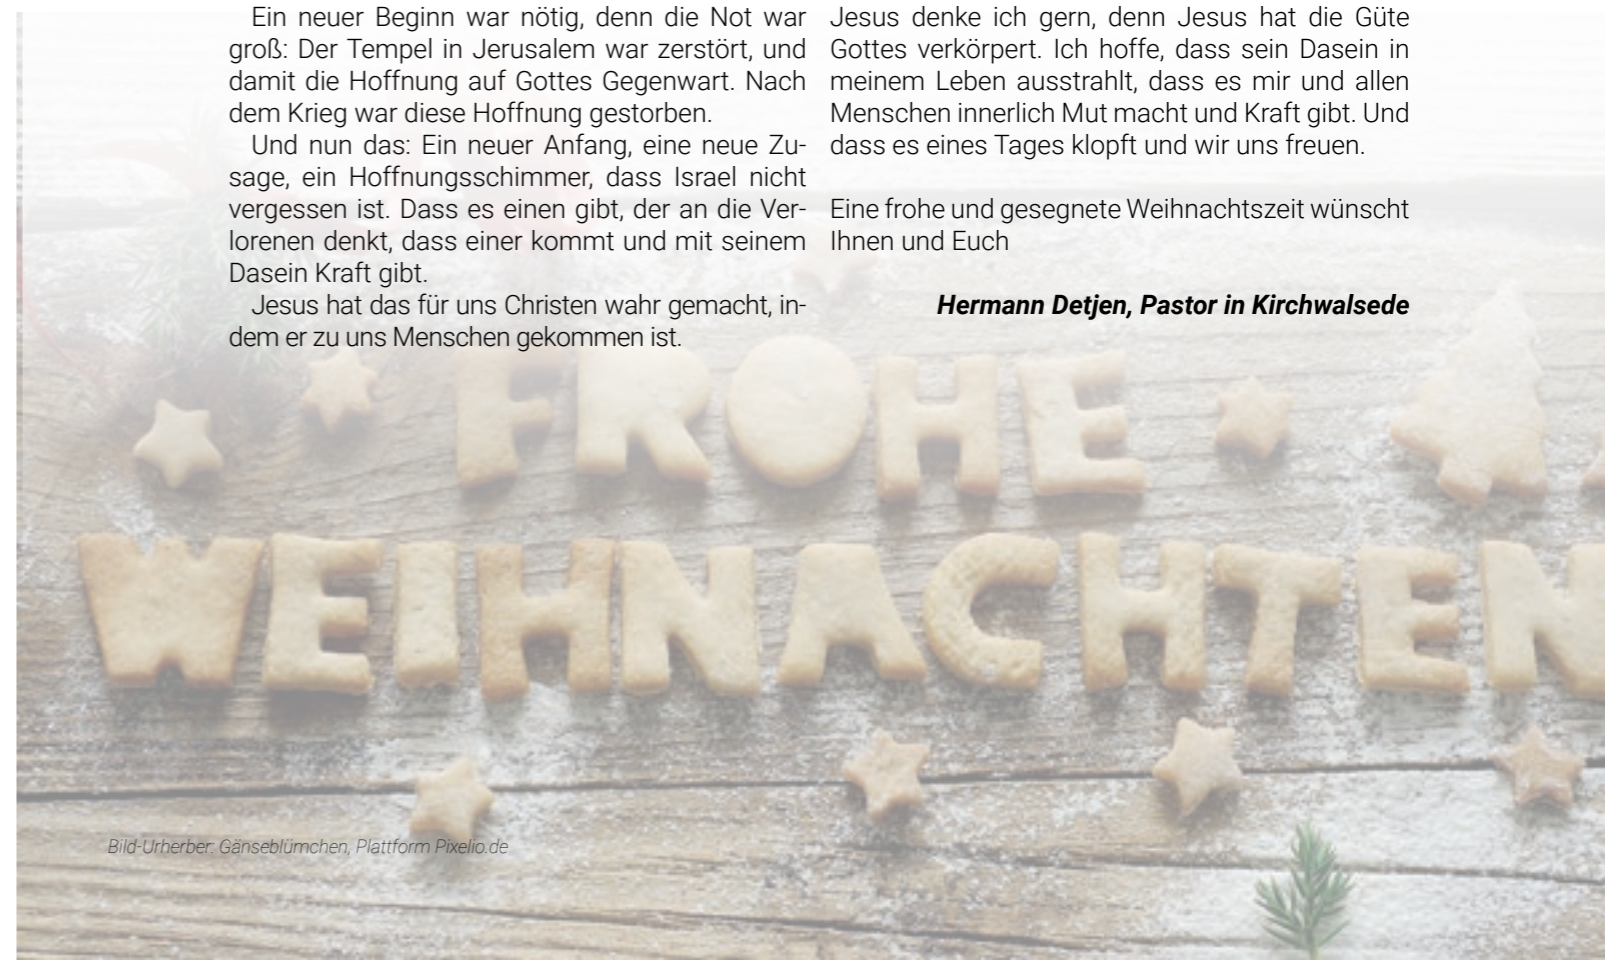 Ein neuer Beginn war nötig, denn die Not war
groß: Der Tempel in Jerusalem war zerstört, und
damit die Hoffnung auf Gottes Gegenwart. Nach
dem Krieg war diese Hoffnung gestorben.
Und nun das: Ein neuer Anfang, eine neue Zu-
sage, ein Hoffnungsschimmer, dass Israel nicht
vergessen ist. Dass es einen gibt, der an die Ver-
lorenen denkt, dass einer kommt und mit seinem
Dasein Kraft gibt.
Jesus hat das für uns Christen wahr gemacht, in-
dem er zu uns Menschen gekommen ist.
Jesus denke ich gern, denn Jesus hat die Güte
Gottes verkörpert. Ich hoffe, dass sein Dasein in
meinem Leben ausstrahlt, dass es mir und allen
Menschen innerlich Mut macht und Kraft gibt. Und
dass es eines Tages klopft und wir uns freuen.
Eine frohe und gesegnete Weihnachtszeit wünscht
Ihnen und Euch
Hermann Detjen, Pastor in Kirchwalsede
FROHE
WEIHNACHTEN
Bild-Urherber: Gänseblümchen, Plattform Pixelio.de